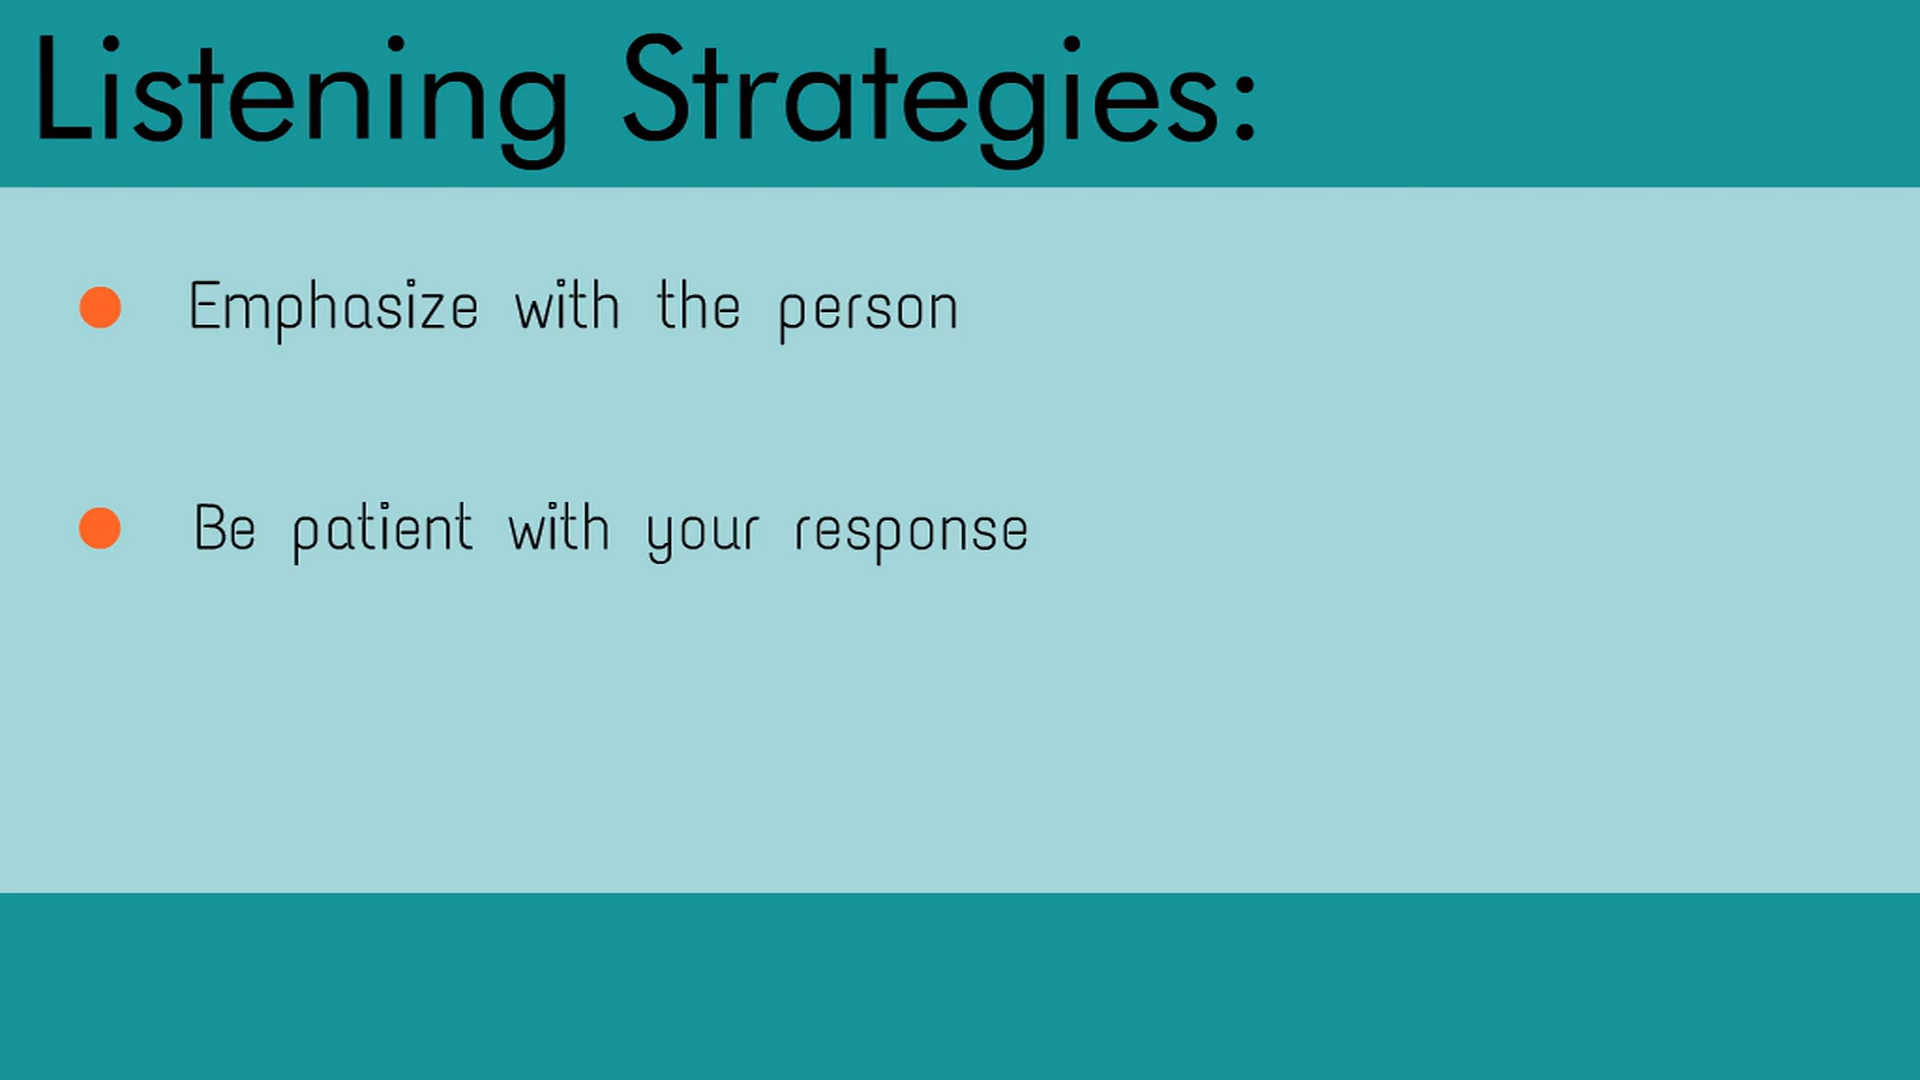 Listening Strategies:
Emphasize with the person
Be patient with your response